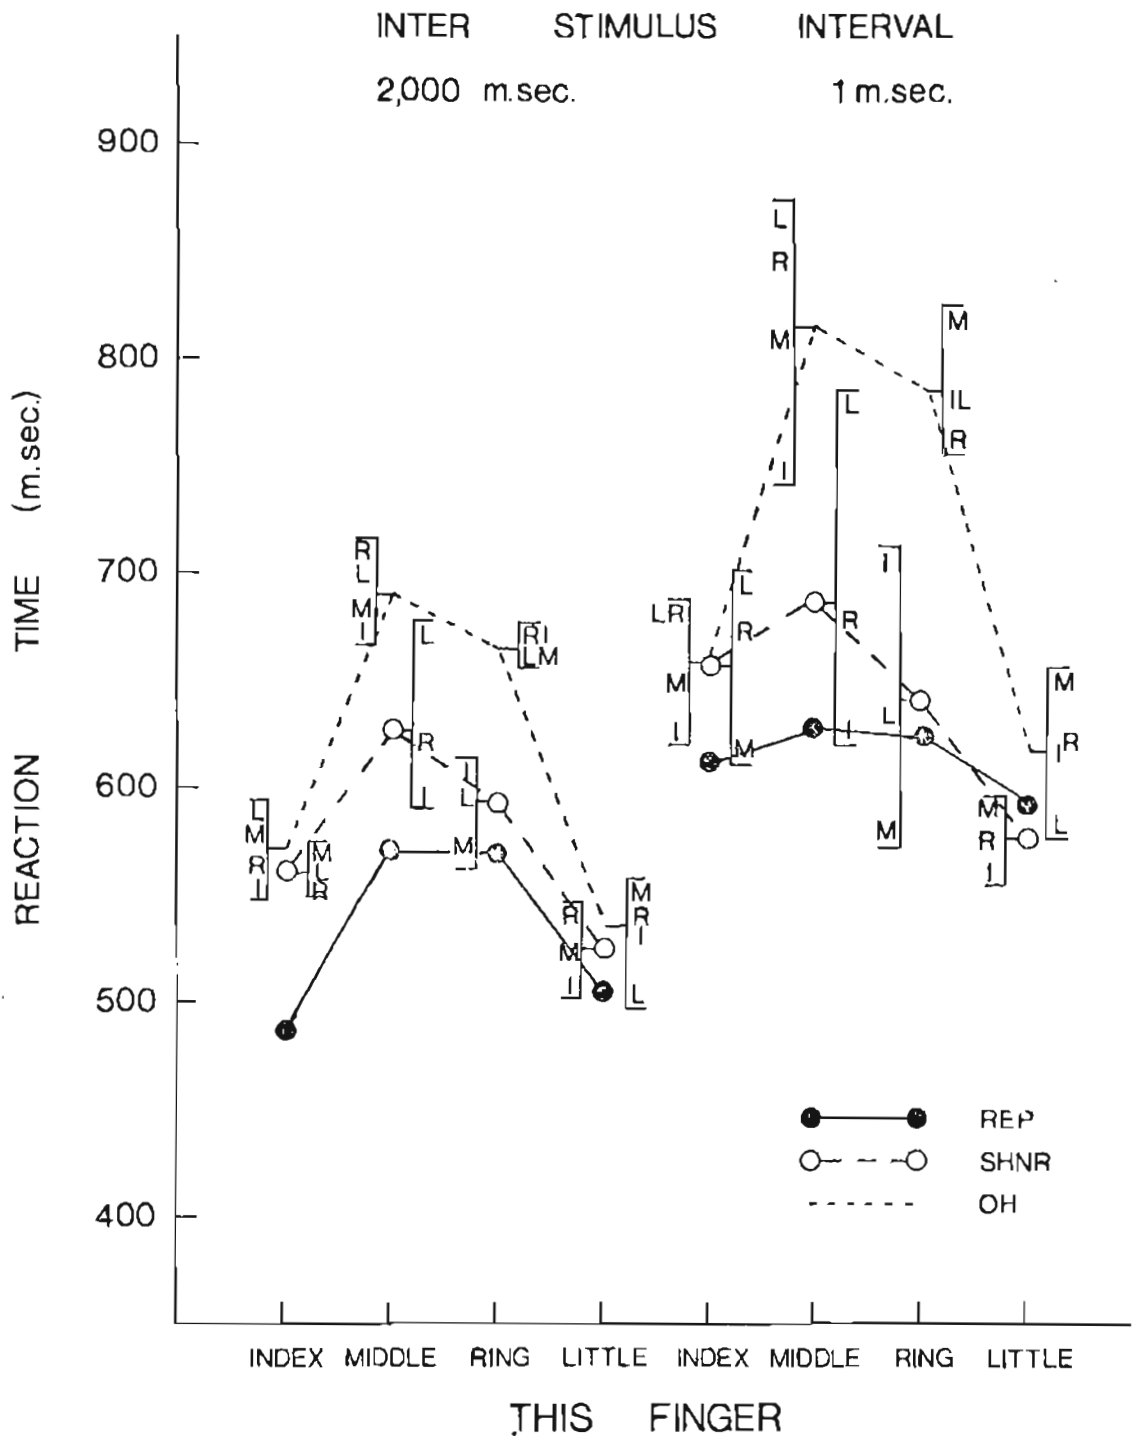 INTER STIMULUS INTERVAL
2,000 m.sec. 1 m.sec.
900
800
700
600
500
400
REACTION TIME (m.sec.)
L
R
M
I
M
IL
R
L
R
L
M
I
L
R
I
RI
LM
I
L
M
LR
M
I
L
R
M
R
I
I
L
M
L
M
R
I
M
L
R
R
M
I
M
R
I
L
M
R
I
M
R
I
L
REP
SHNR
OH
INDEX MIDDLE RING LITTLE INDEX MIDDLE RING LITTLE
THIS FINGER